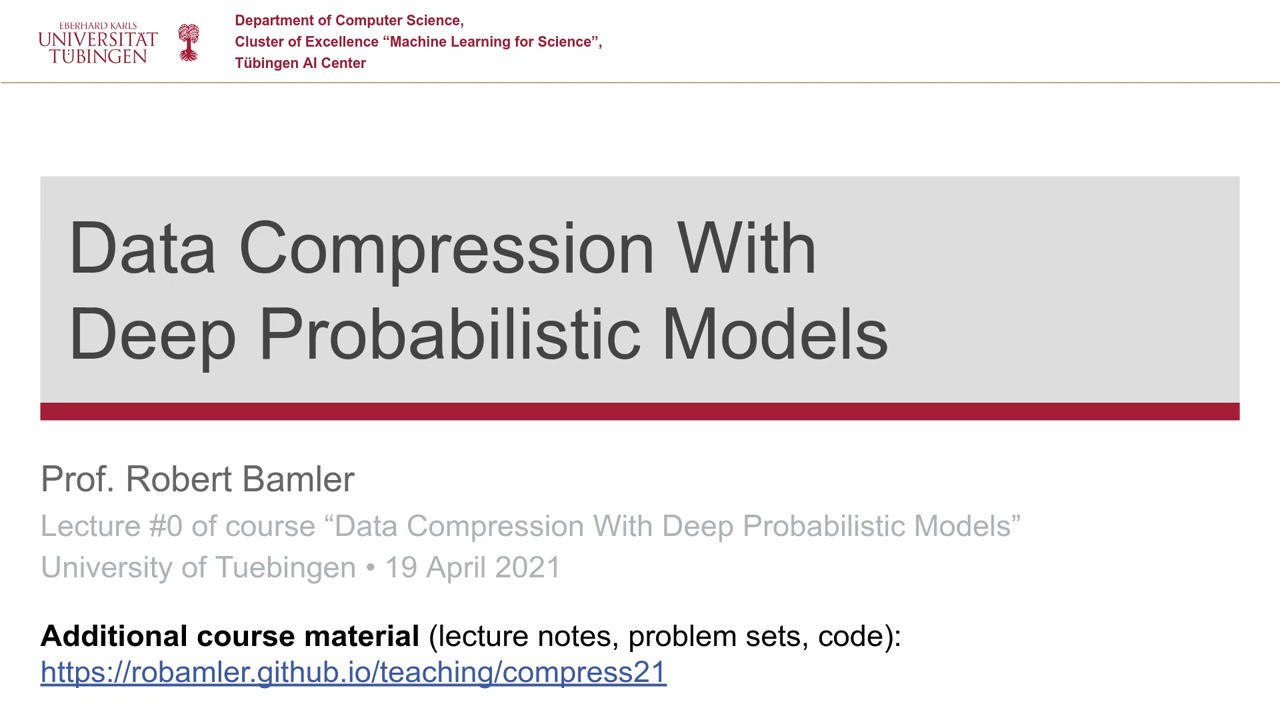 EBERHARD KARLS
UNIVERSITÄT
TÜBINGEN
Department of Computer Science,
Cluster of Excellence “Machine Learning for Science”,
Tübingen AI Center
Data Compression With
Deep Probabilistic Models
Prof. Robert Bamler
Lecture #0 of course “Data Compression With Deep Probabilistic Models”
University of Tuebingen • 19 April 2021
Additional course material (lecture notes, problem sets, code):
https://robamler.github.io/teaching/compress21